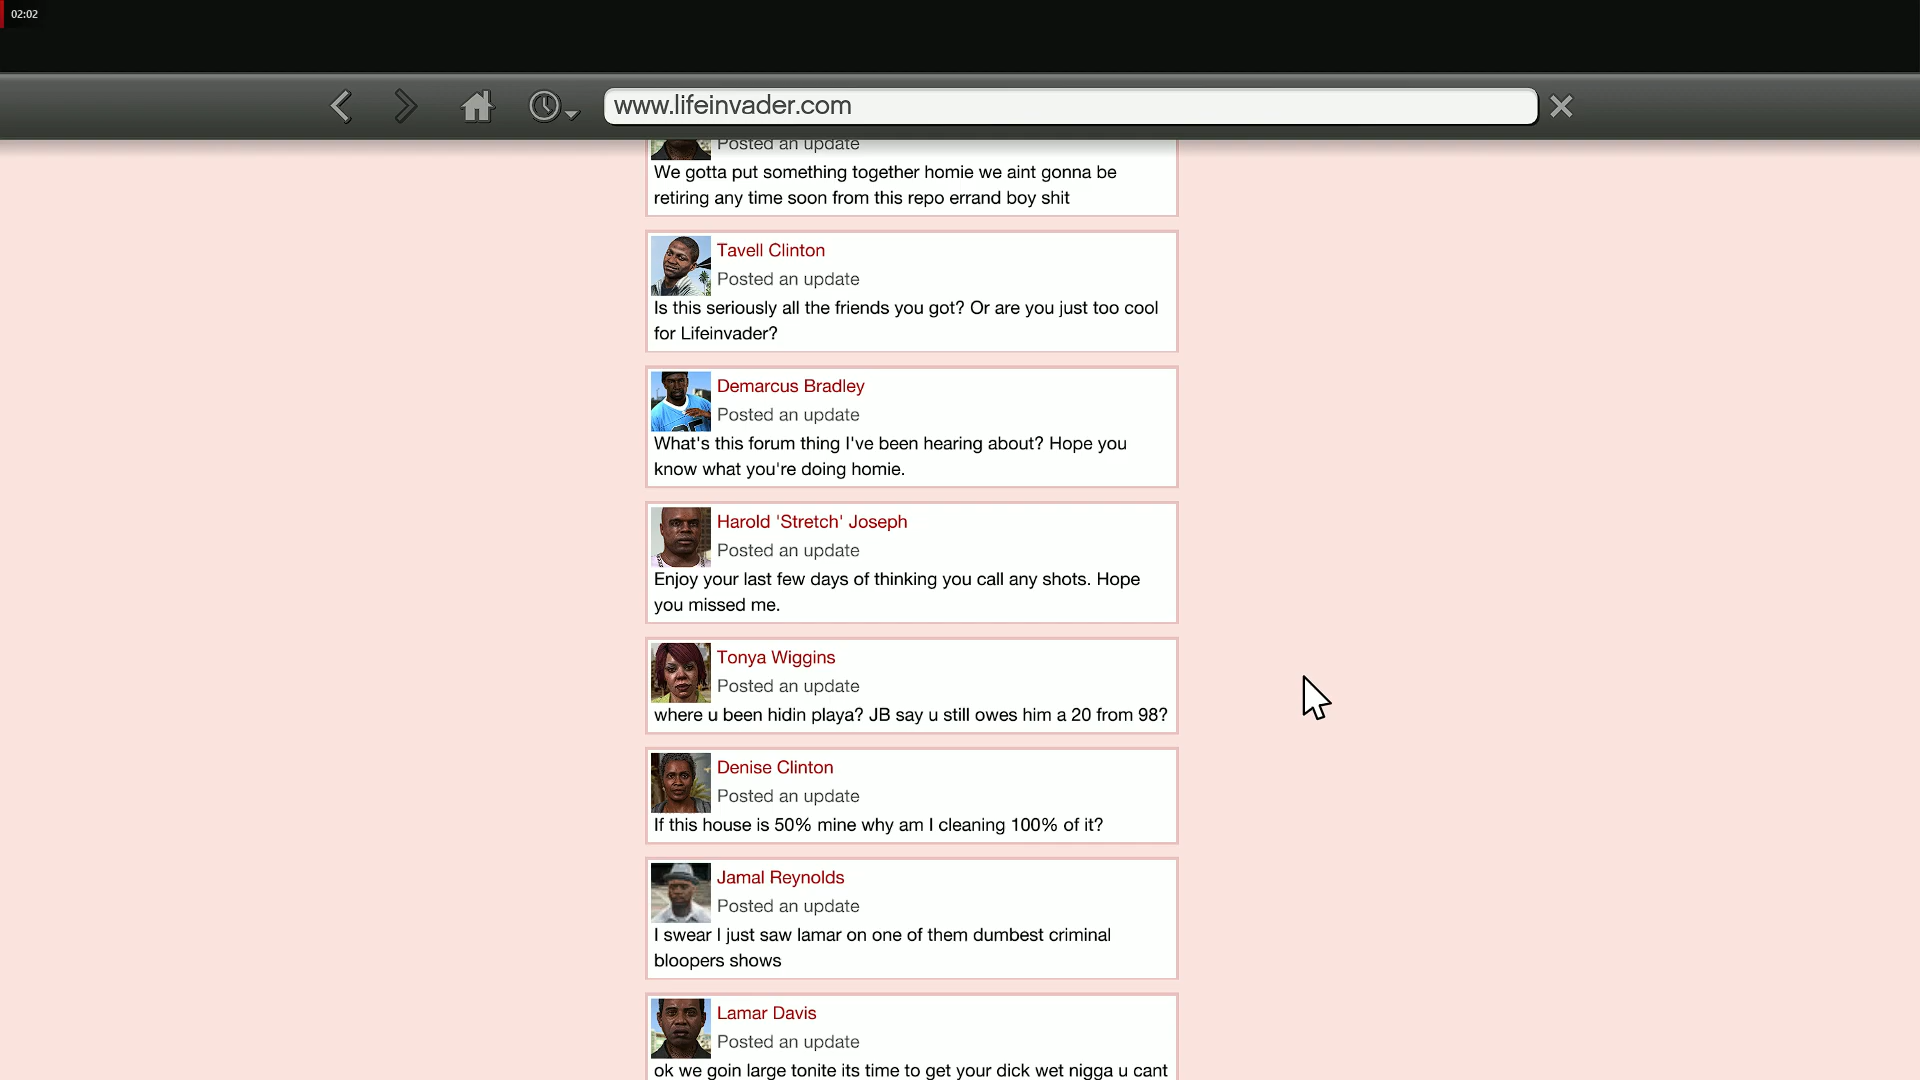 02:02
www.lifeinvader.com
Posted an update
We gotta put something together homie we aint gonna be
retiring any time soon from this repo errand boy shit
Tavell Clinton
Posted an update
Is this seriously all the friends you got? Or are you just too cool
for Lifeinvader?
Demarcus Bradley
Posted an update
What's this forum thing I've been hearing about? Hope you
know what you're doing homie.
Harold 'Stretch' Joseph
Posted an update
Enjoy your last few days of thinking you call any shots. Hope
you missed me.
Tonya Wiggins
Posted an update
where u been hidin playa? JB say u still owes him a 20 from 98?
Denise Clinton
Posted an update
If this house is 50% mine why am I cleaning 100% of it?
Jamal Reynolds
Posted an update
I swear I just saw lamar on one of them dumbest criminal
bloopers shows
Lamar Davis
Posted an update
ok we goin large tonite its time to get your dick wet nigga u cant